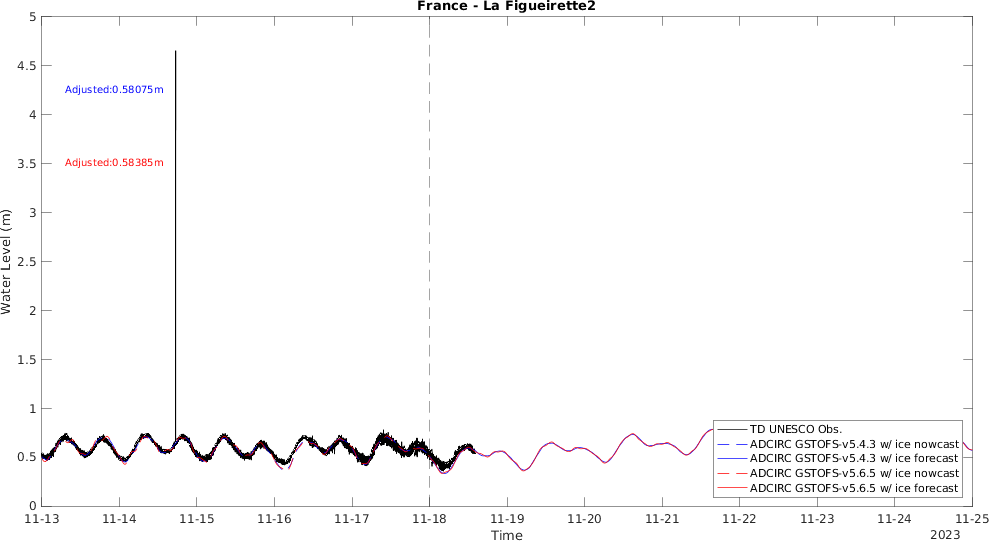 France - La Figueirette2
5
4.5
4
3.5
3
2.5
2
1.5
1
0.5
0
Water Level (m)
Adjusted:0.58075m
Adjusted:0.58385m
TD UNESCO Obs.
ADCIRC GSTOFS-v5.4.3 w/ ice nowcast
ADCIRC GSTOFS-v5.4.3 w/ ice forecast
ADCIRC GSTOFS-v5.6.5 w/ ice nowcast
ADCIRC GSTOFS-v5.6.5 w/ ice forecast
11-13 11-14 11-15 11-16 11-17 11-18 11-19 11-20 11-21 11-22 11-23 11-24 11-25
Time
2023